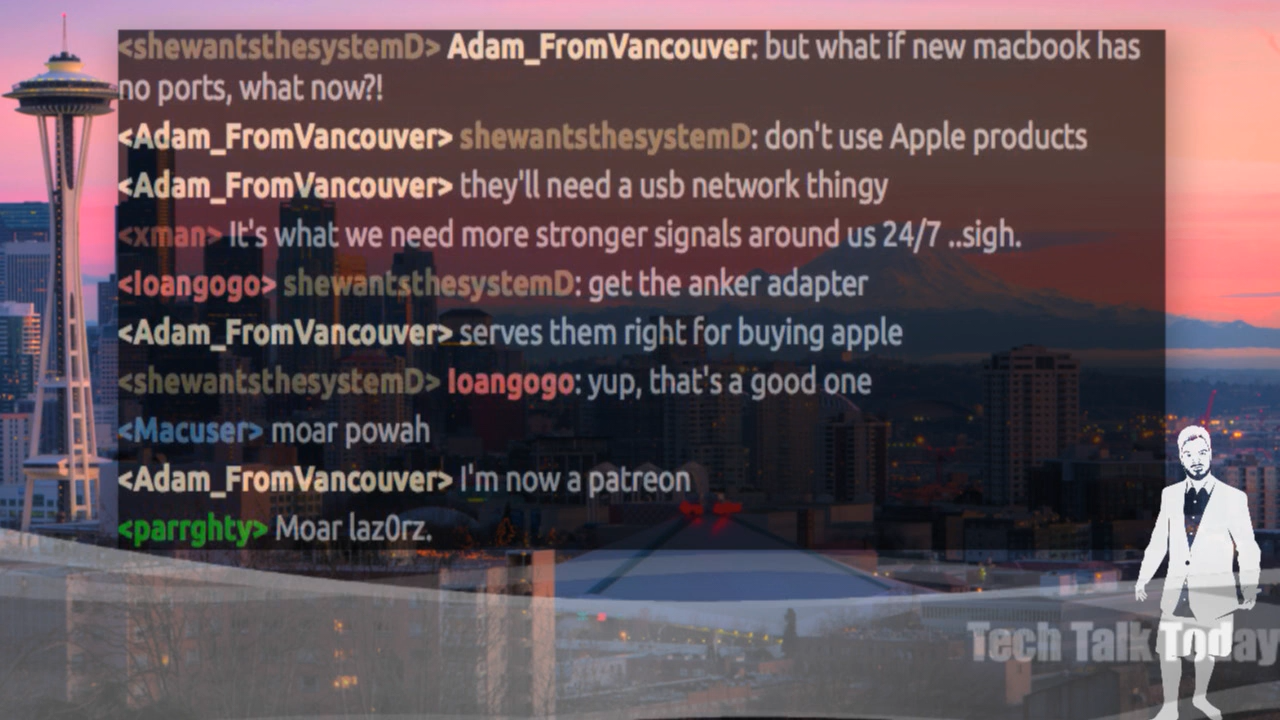 <shewantsthesystemD> Adam_FromVancouver: but what if new macbook has
no ports, what now?!
<Adam_FromVancouver> shewantsthesystemD: don't use Apple products
<Adam_FromVancouver> they'll need a usb network thingy
<xman> It's what we need more stronger signals around us 24/7 ..sigh.
<Ioangogo> shewantsthesystemD: get the anker adapter
<Adam_FromVancouver> serves them right for buying apple
<shewantsthesystemD> Ioangogo: yup, that's a good one
<Macuser> moar powah
<Adam_FromVancouver> I'm now a patreon
<parrghty> Moar laz0rz.
Tech Talk Today